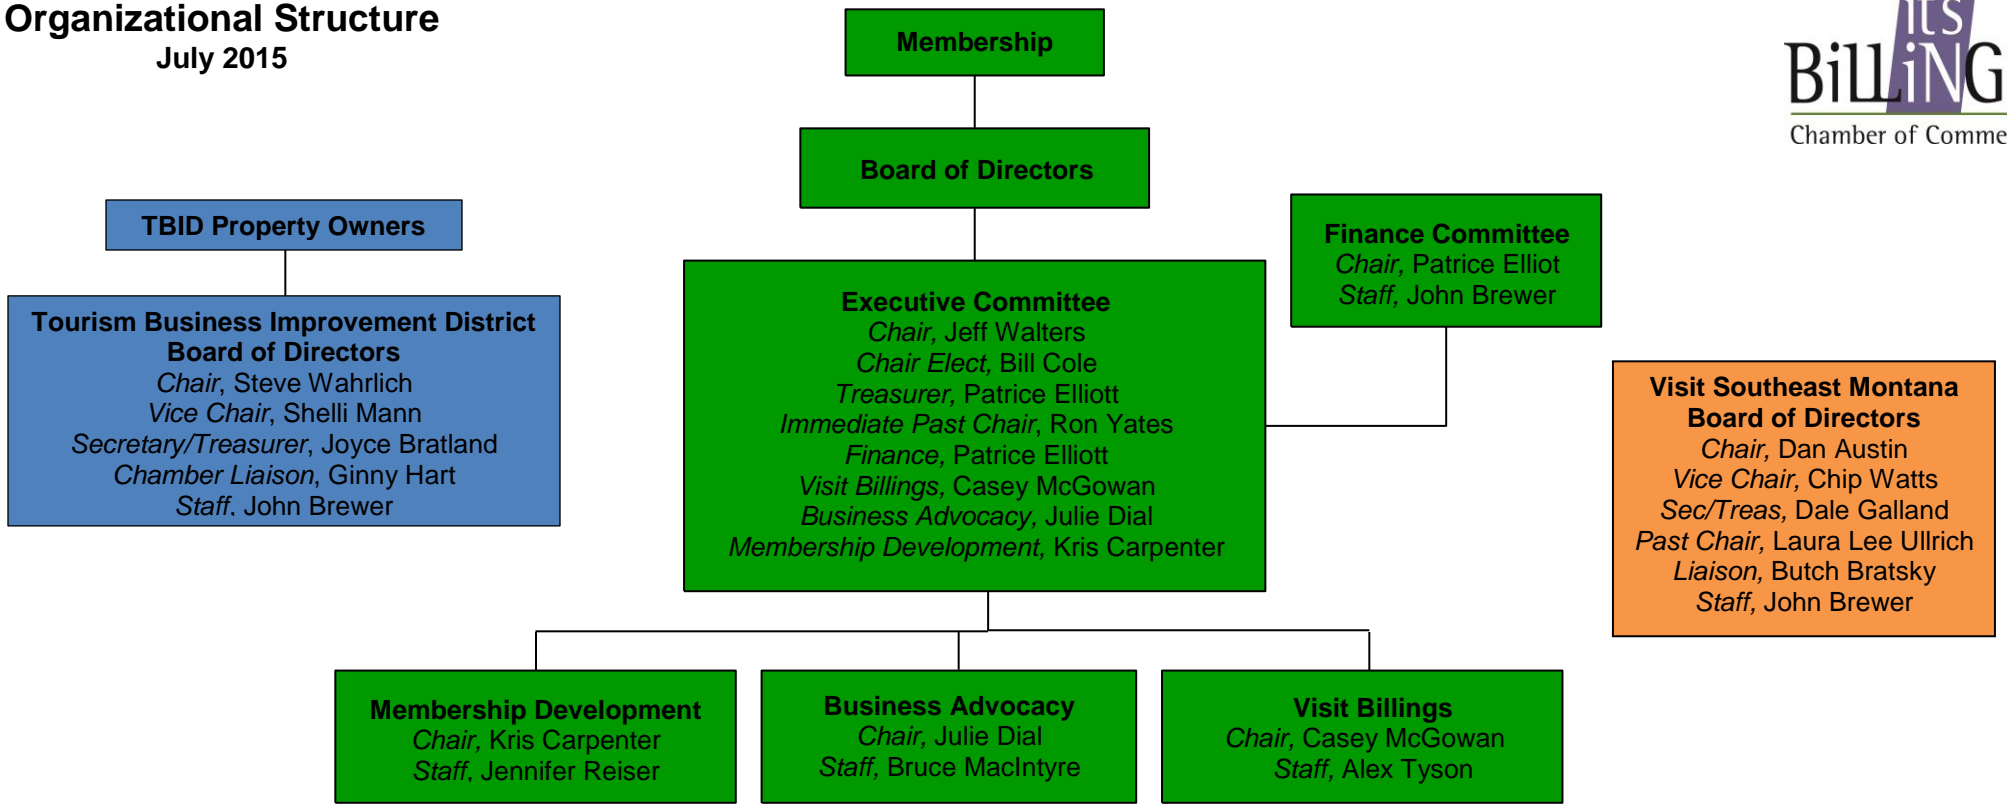 Organizational Structure
July 2015
its
BilliNG
Chamber of Comme
Membership
Board of Directors
TBID Property Owners
Tourism Business Improvement District
Board of Directors
Chair, Steve Wahrlich
Vice Chair, Shelli Mann
Secretary/Treasurer, Joyce Bratland
Chamber Liaison, Ginny Hart
Staff, John Brewer
Executive Committee
Chair, Jeff Walters
Chair Elect, Bill Cole
Treasurer, Patrice Elliott
Immediate Past Chair, Ron Yates
Finance, Patrice Elliott
Visit Billings, Casey McGowan
Business Advocacy, Julie Dial
Membership Development, Kris Carpenter
Finance Committee
Chair, Patrice Elliot
Staff, John Brewer
Visit Southeast Montana
Board of Directors
Chair, Dan Austin
Vice Chair, Chip Watts
Sec/Treas, Dale Galland
Past Chair, Laura Lee Ullrich
Liaison, Butch Bratsky
Staff, John Brewer
Membership Development
Chair, Kris Carpenter
Staff, Jennifer Reiser
Business Advocacy
Chair, Julie Dial
Staff, Bruce MacIntyre
Visit Billings
Chair, Casey McGowan
Staff, Alex Tyson